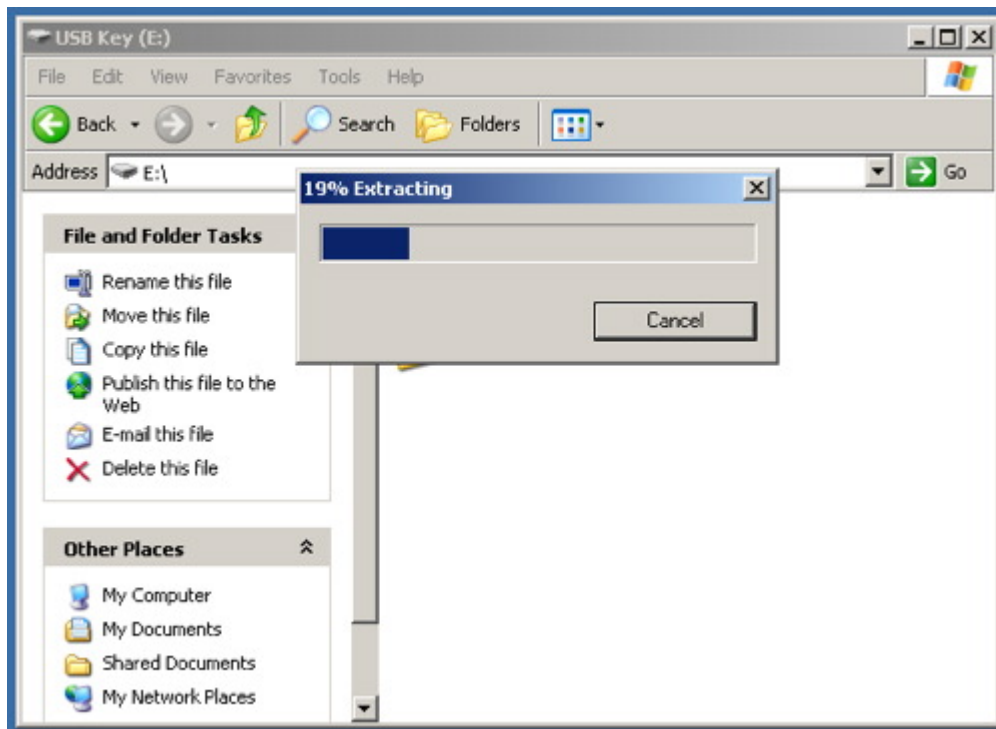 USB Key (E:)
File Edit View Favorites Tools Help
Back Search Folders
Address E:\ Go
19% Extracting
Cancel
File and Folder Tasks
Rename this file
Move this file
Copy this file
Publish this file to the
Web
E-mail this file
Delete this file
Other Places
My Computer
My Documents
Shared Documents
My Network Places